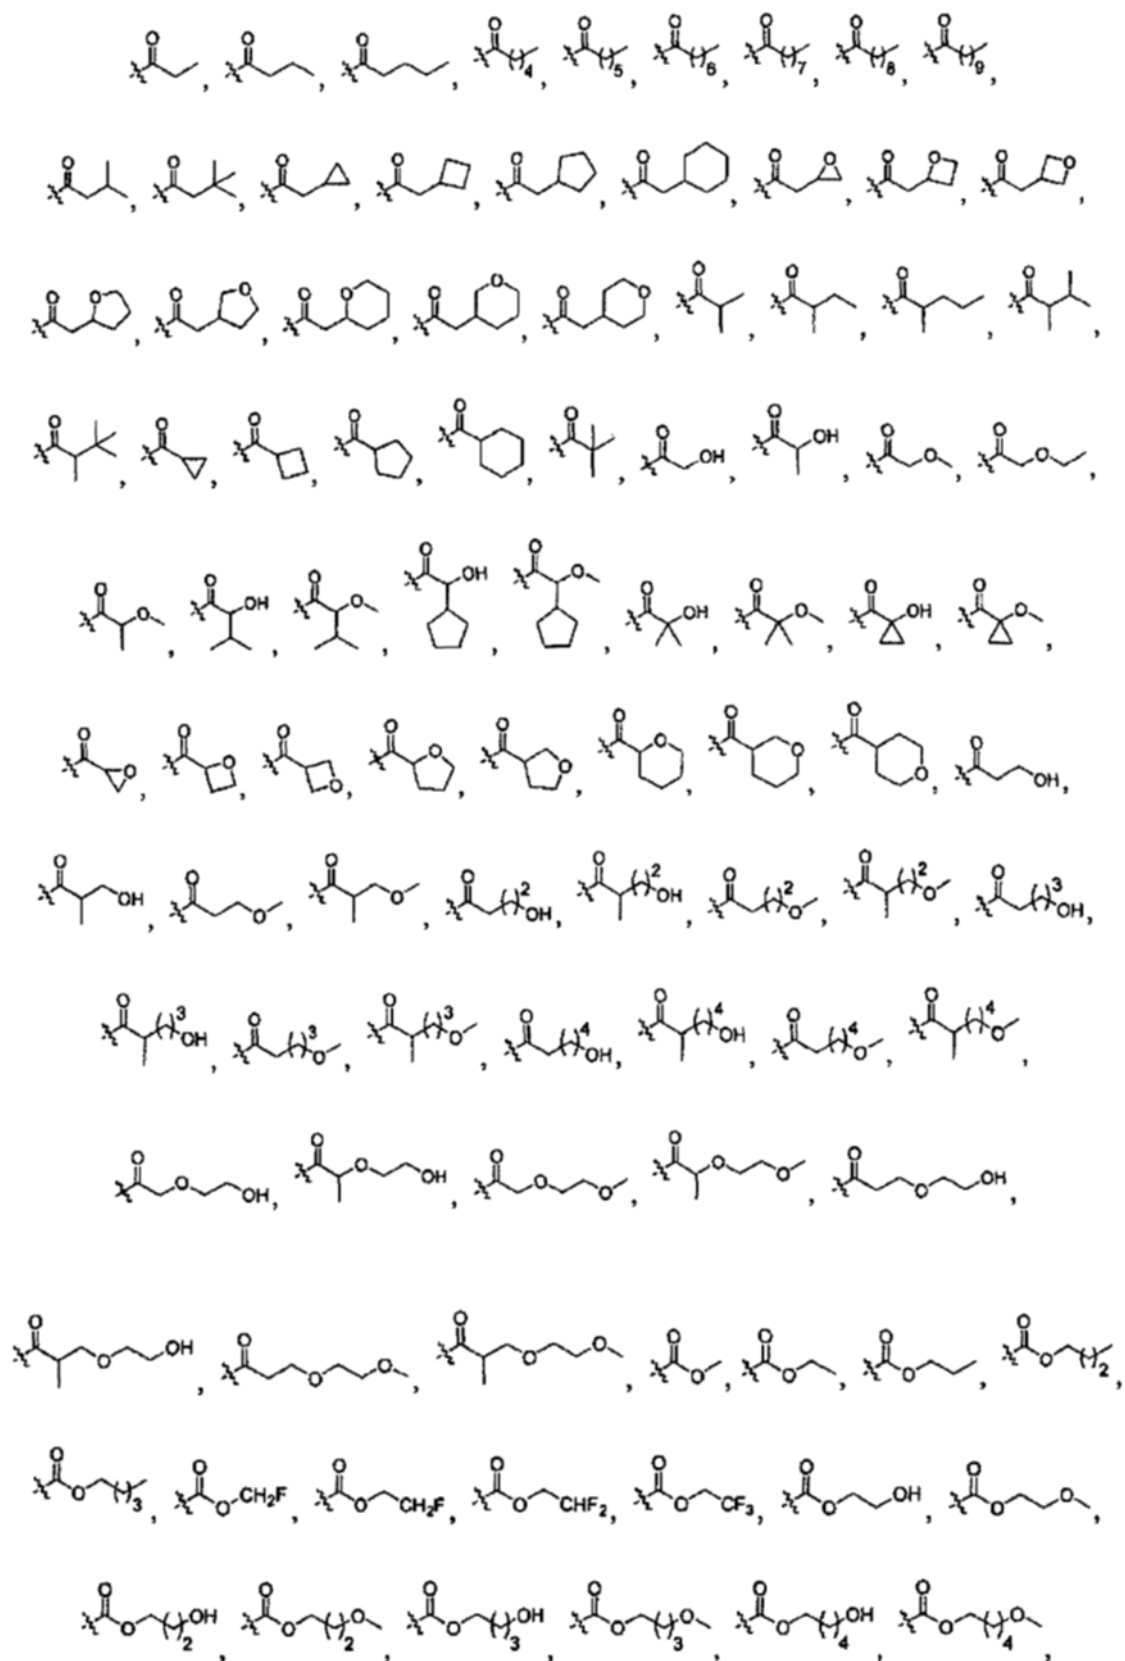 O , O , O , O ( )4, O ( )5, O ( )6, O ( )7, O ( )8, O ( )9,
O , O , O , O , O , O , O O , O O , O O ,
O O , O O , O O , O O , O O , O , O , O , O ,
O , O , O , O , O , O , O OH , O OH , O O , O O ,
O O , O OH , O O , O OH , O O , O OH , O O , O OH , O O ,
O O , O O , O O , O O , O O , O O , O O , O O , O OH ,
O OH , O O , O O , O ( )2 OH , O ( )2 OH , O ( )2 O , O ( )2 O , O ( )3 OH ,
O ( )3 OH , O ( )3 O , O ( )3 O , O ( )4 OH , O ( )4 OH , O ( )4 O , O ( )4 O ,
O O OH , O O OH , O O O , O O O , O O OH ,
O O OH , O O O , O O O , O O , O O , O O , O O ( )2 ,
O O ( )3 , O O CH2F , O O CH2F , O O CHF2 , O O CF3 , O O OH , O O O ,
O O ( )2 OH , O O ( )2 O , O O ( )3 OH , O O ( )3 O , O O ( )4 OH , O O ( )4 O ,